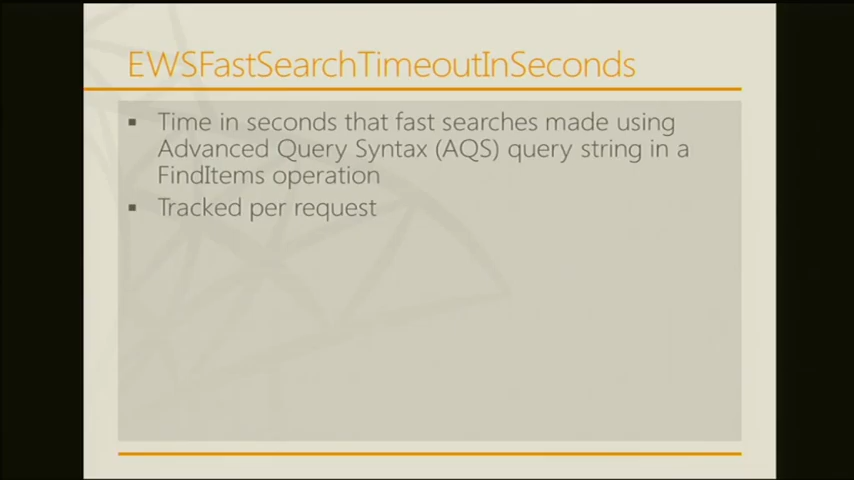 EWSFastSearchTimeoutInSeconds
▪ Time in seconds that fast searches made using
Advanced Query Syntax (AQS) query string in a
FindItems operation
▪ Tracked per request